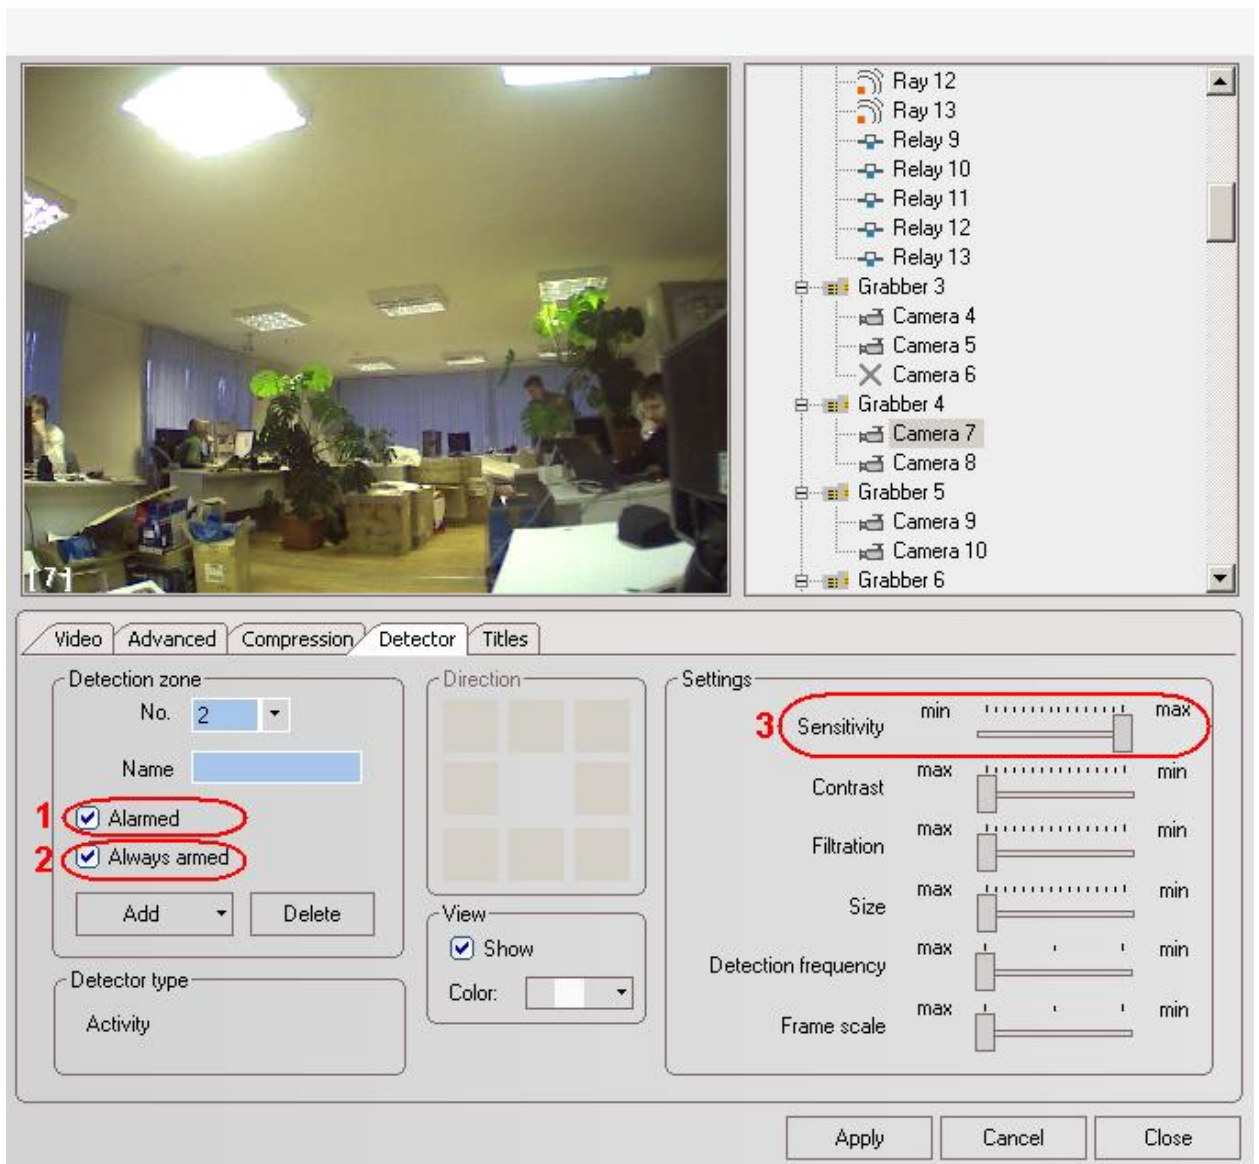 Ray 12
Ray 13
Relay 9
Relay 10
Relay 11
Relay 12
Relay 13
Grabber 3
Camera 4
Camera 5
Camera 6
Grabber 4
Camera 7
Camera 8
Grabber 5
Camera 9
Camera 10
Grabber 6
[7]
Video Advanced Compression Detector Titles
Detection zone
No. 2
Name
1 Alarmed
2 Always armed
Add Delete
Detector type
Activity
Direction
View
Show
Color:
Settings
3 Sensitivity min max
Contrast max min
Filtration max min
Size max min
Detection frequency max min
Frame scale max min
Apply Cancel Close